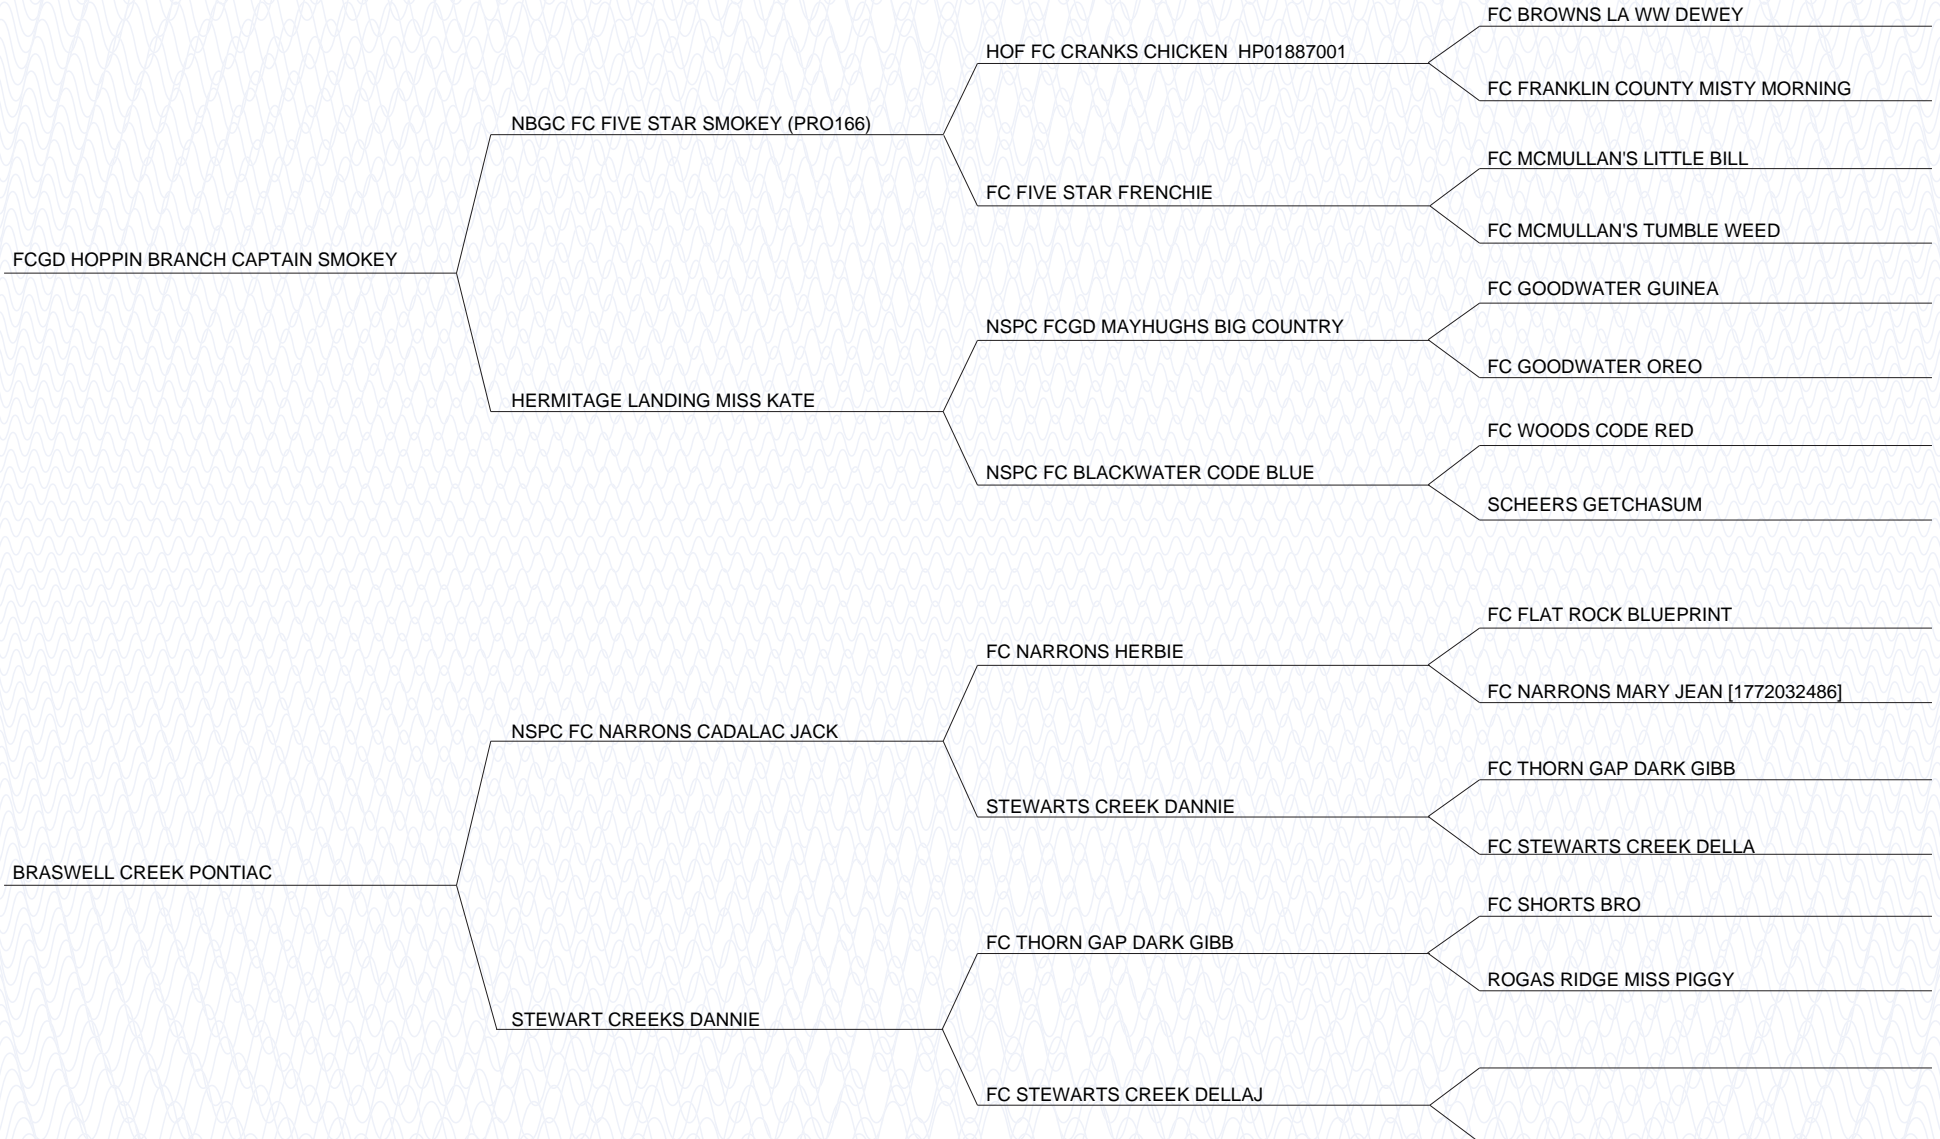 FC BROWNS LA WW DEWEY
HOF FC CRANKS CHICKEN  HP01887001
FC FRANKLIN COUNTY MISTY MORNING
NBGC FC FIVE STAR SMOKEY (PRO166)
FC MCMULLAN'S LITTLE BILL
FC FIVE STAR FRENCHIE
FC MCMULLAN'S TUMBLE WEED
FCGD HOPPIN BRANCH CAPTAIN SMOKEY
FC GOODWATER GUINEA
NSPC FCGD MAYHUGHS BIG COUNTRY
FC GOODWATER OREO
HERMITAGE LANDING MISS KATE
FC WOODS CODE RED
NSPC FC BLACKWATER CODE BLUE
SCHEERS GETCHASUM
FC FLAT ROCK BLUEPRINT
FC NARRONS HERBIE
FC NARRONS MARY JEAN [1772032486]
NSPC FC NARRONS CADALAC JACK
FC THORN GAP DARK GIBB
STEWARTS CREEK DANNIE
FC STEWARTS CREEK DELLA
BRASWELL CREEK PONTIAC
FC SHORTS BRO
FC THORN GAP DARK GIBB
ROGAS RIDGE MISS PIGGY
STEWART CREEKS DANNIE
FC STEWARTS CREEK DELLAJ